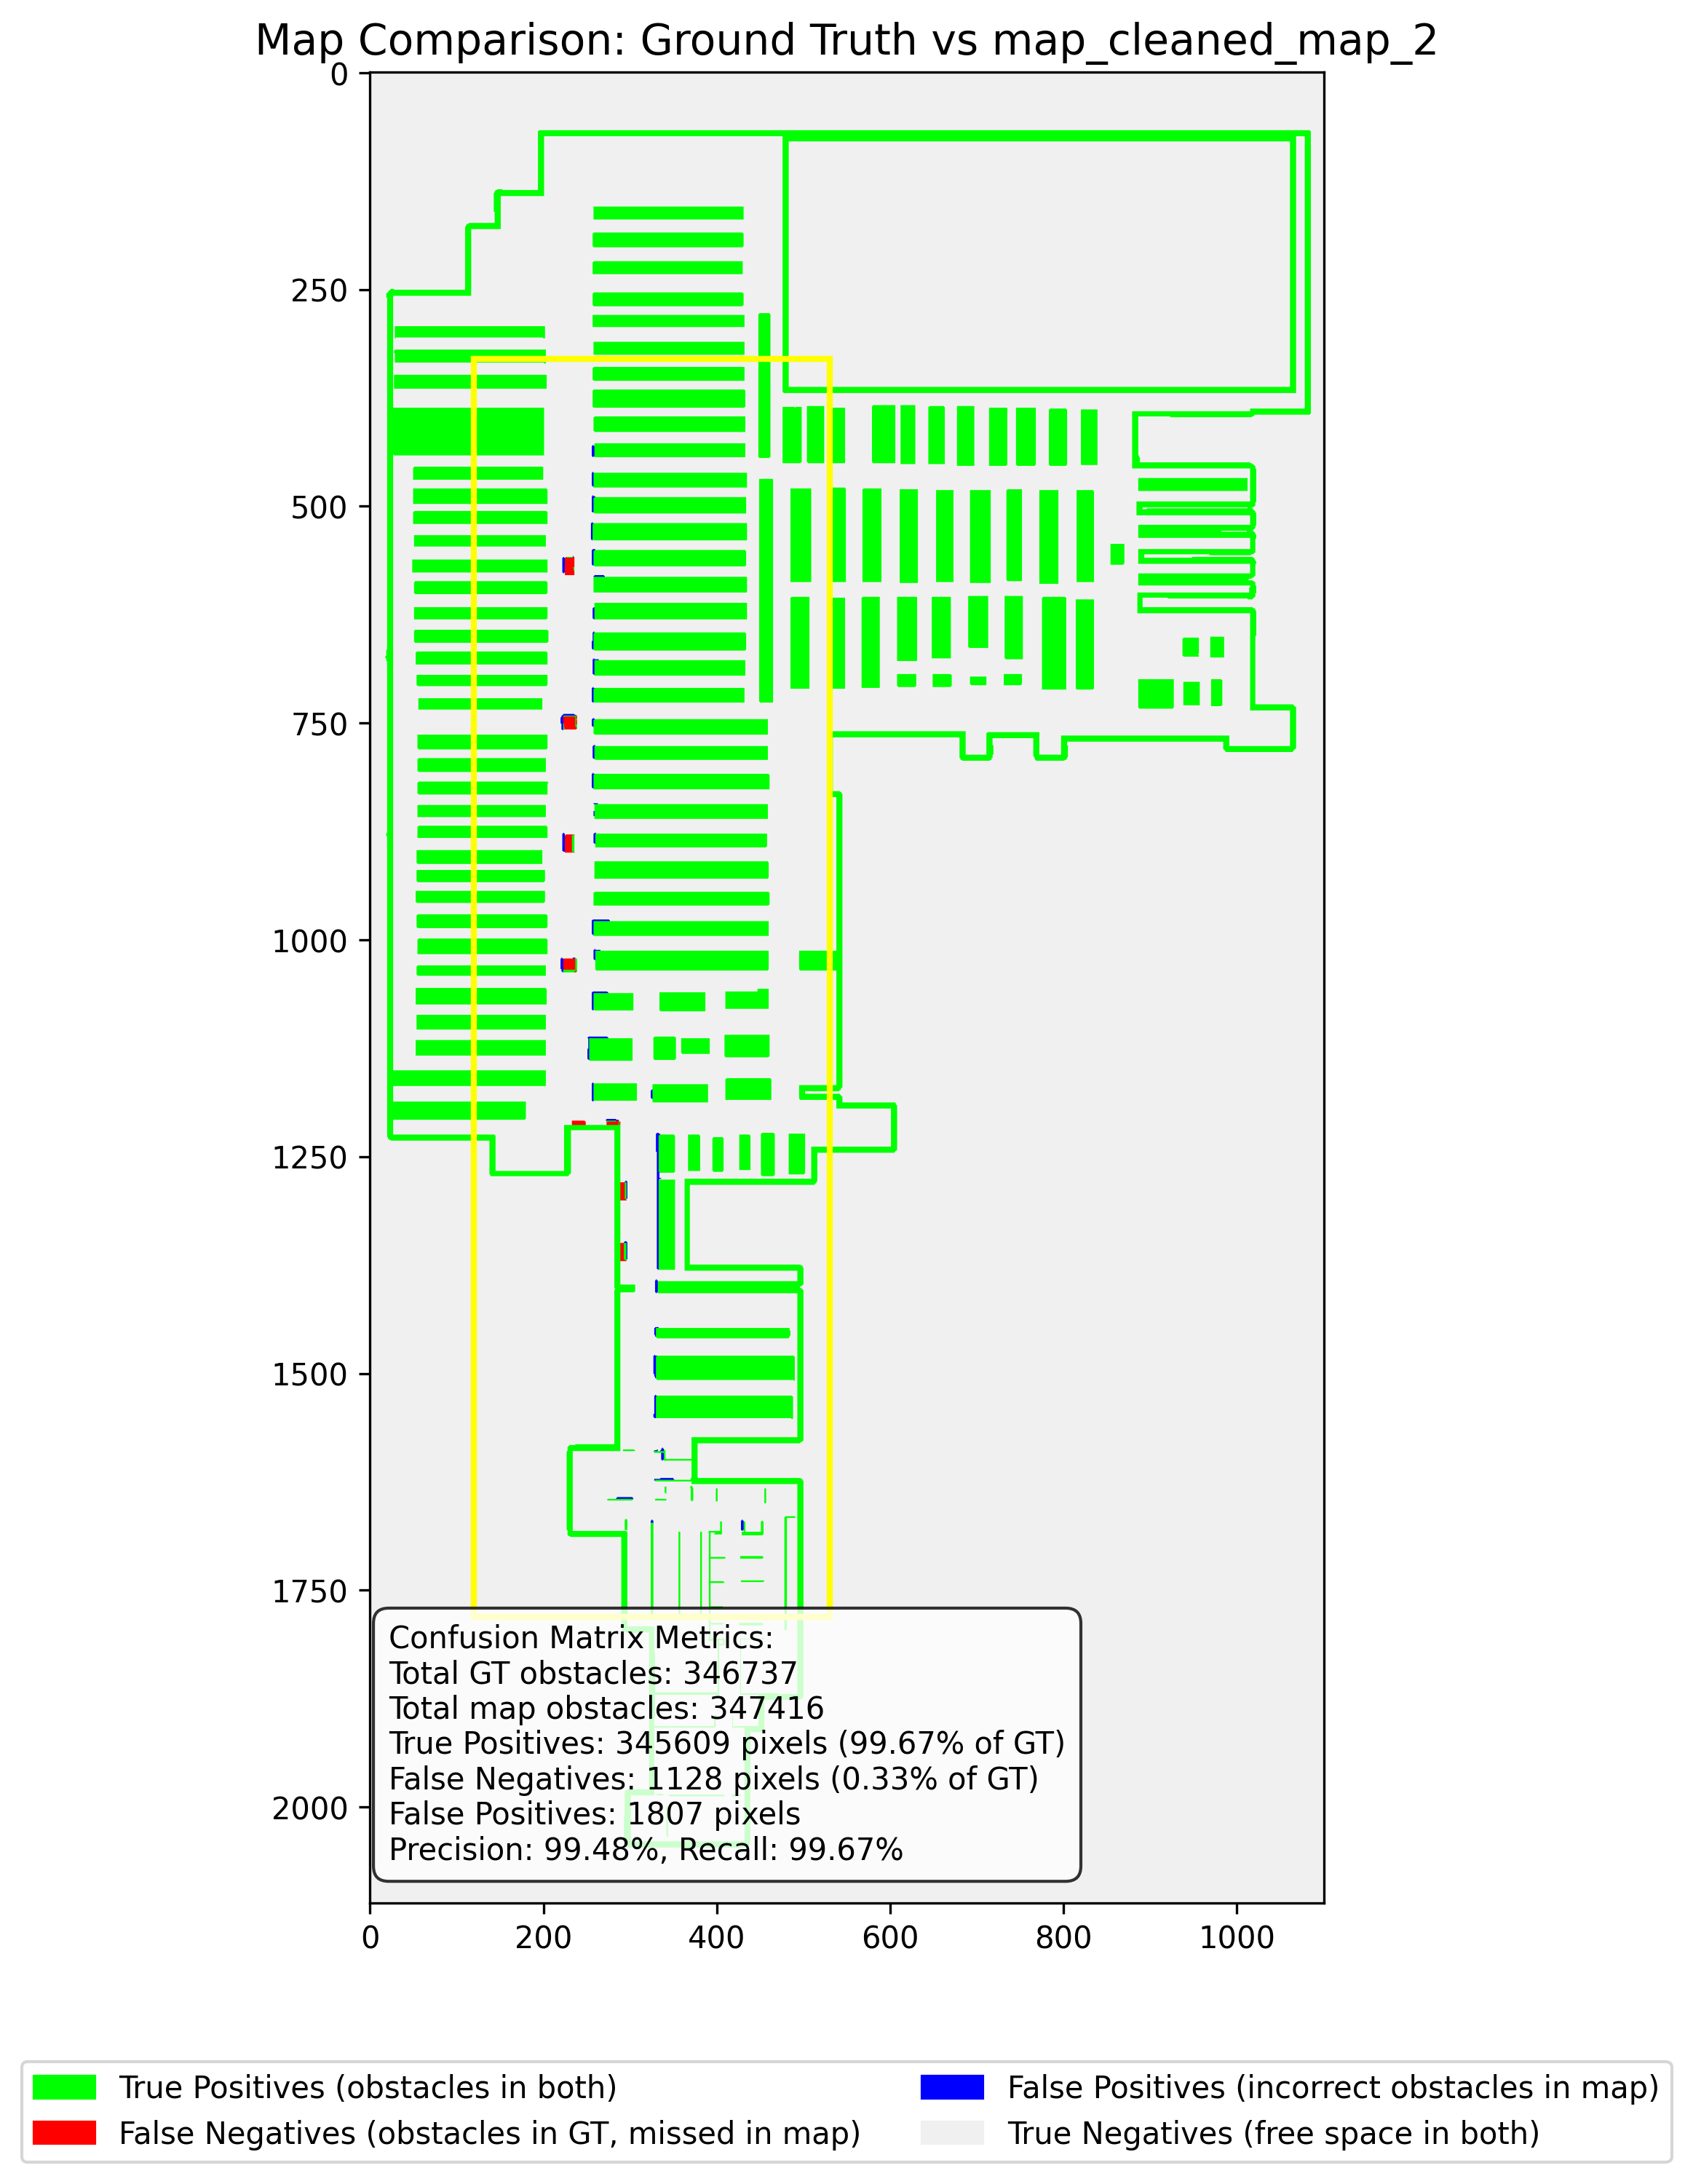 Map Comparison: Ground Truth vs map_cleaned_map_2
0
250
500
750
1000
1250
1500
1750
2000
Confusion Matrix Metrics:
Total GT obstacles: 346737
Total map obstacles: 347416
True Positives: 345609 pixels (99.67% of GT)
False Negatives: 1128 pixels (0.33% of GT)
False Positives: 1807 pixels
Precision: 99.48%, Recall: 99.67%
0 200 400 600 800 1000
True Positives (obstacles in both)
False Negatives (obstacles in GT, missed in map)
False Positives (incorrect obstacles in map)
True Negatives (free space in both)